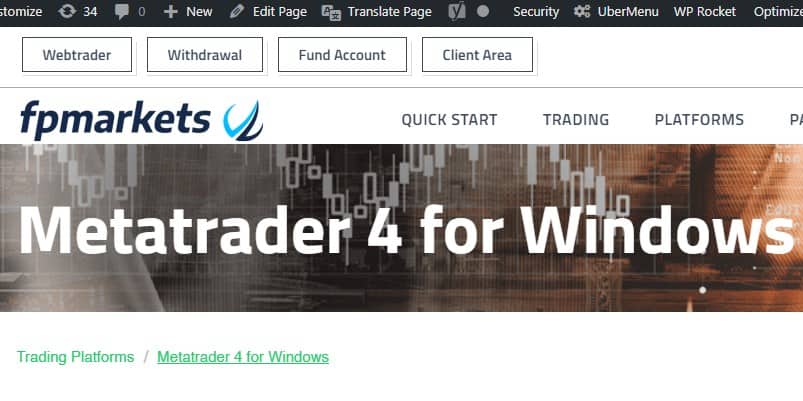 stomize 34 0 New Edit Page Translate Page Security UberMenu WP Rocket Optimize
Webtrader Withdrawal Fund Account Client Area
fpmarkets QUICK START TRADING PLATFORMS PA
Metatrader 4 for Windows
Trading Platforms / Metatrader 4 for Windows